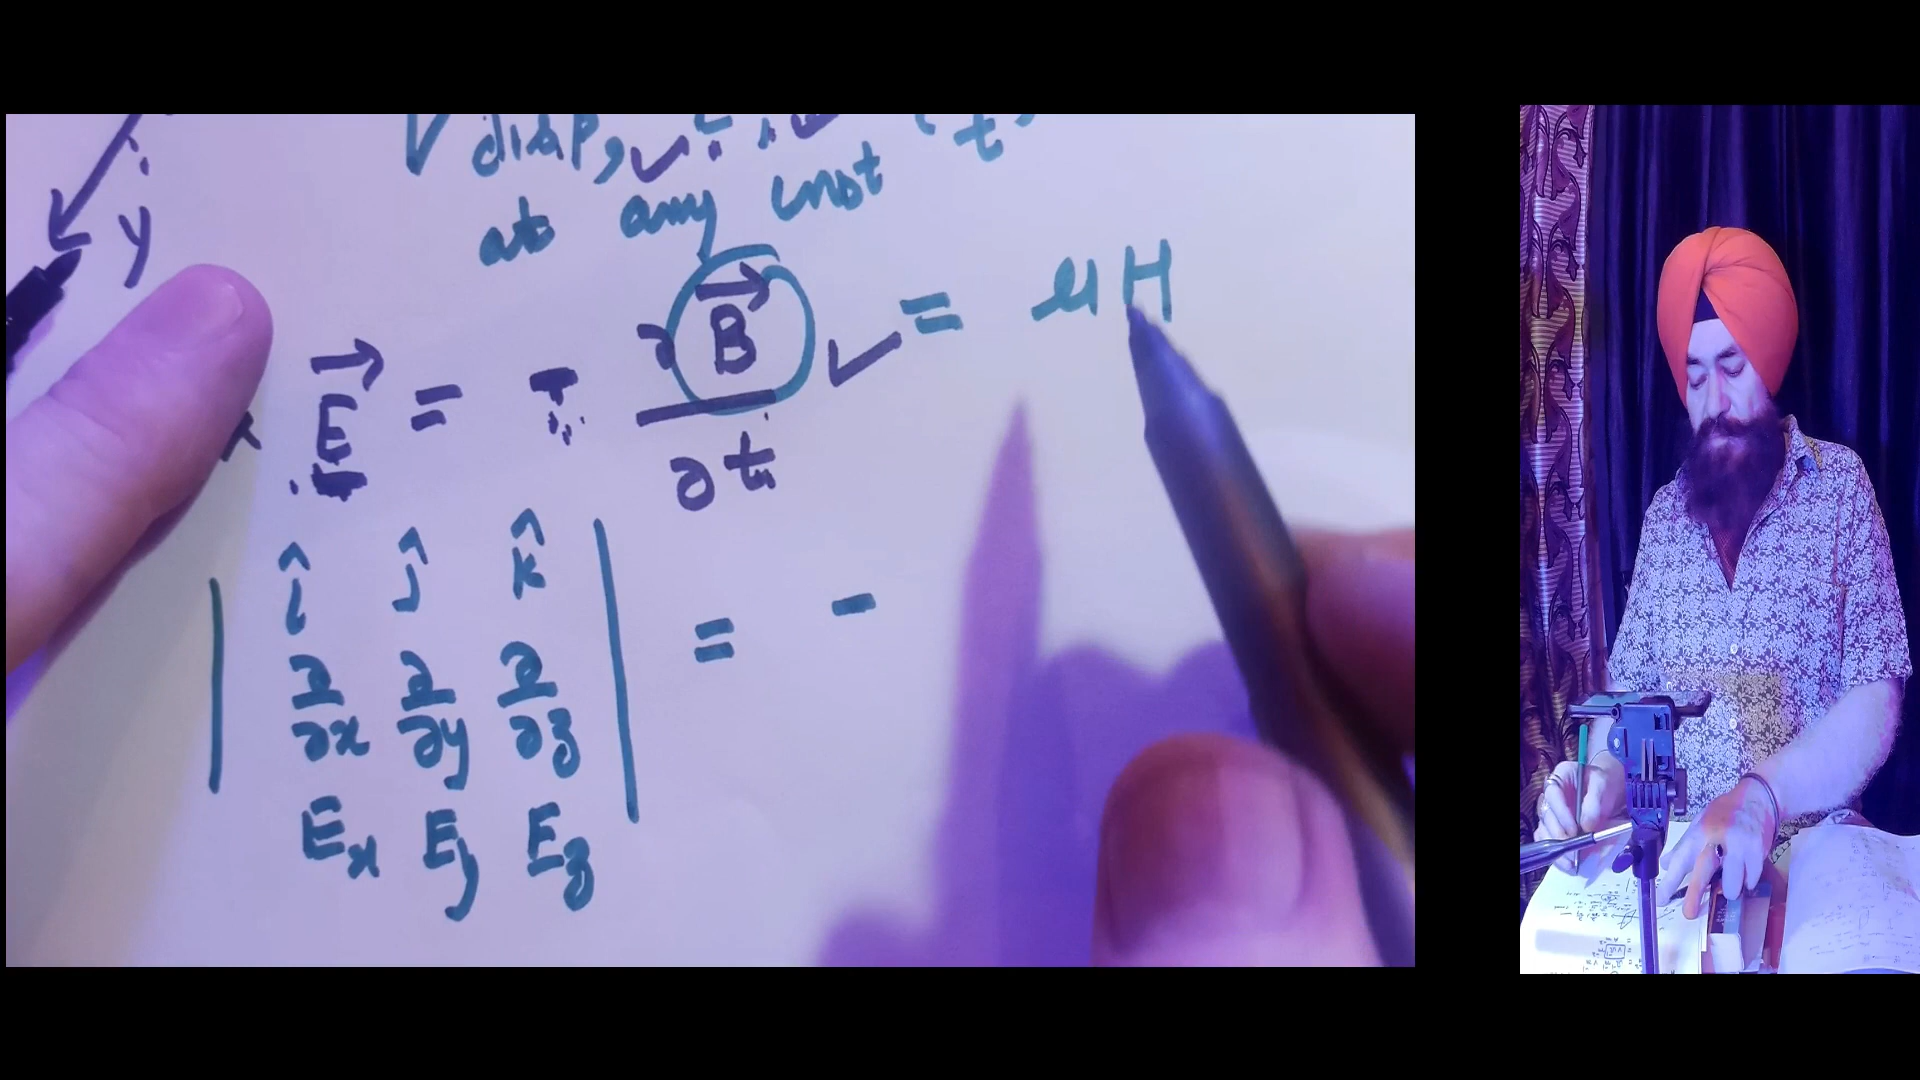 disp,
at any inst t,
y
E⃗ = - ∂B⃗/∂t = μH
| î ĵ k̂ | = -
∂/∂x ∂/∂y ∂/∂z
Ex Ey Ez